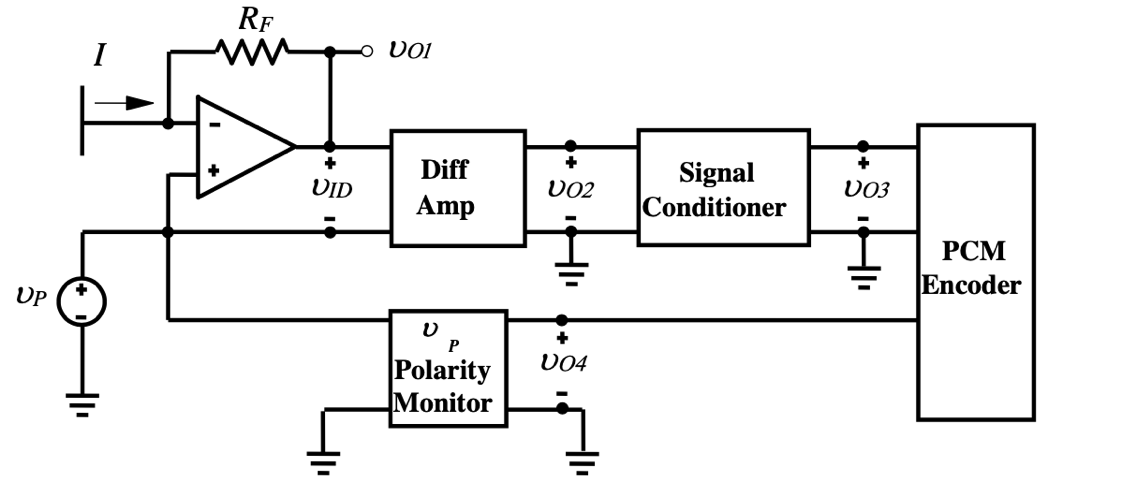 R_F
I
υ_O1
-
+
+
υ_ID
-
Diff
Amp
+
υ_O2
-
Signal
Conditioner
+
υ_O3
-
PCM
Encoder
υ_P
+
-
υ_P
Polarity
Monitor
+
υ_O4
-